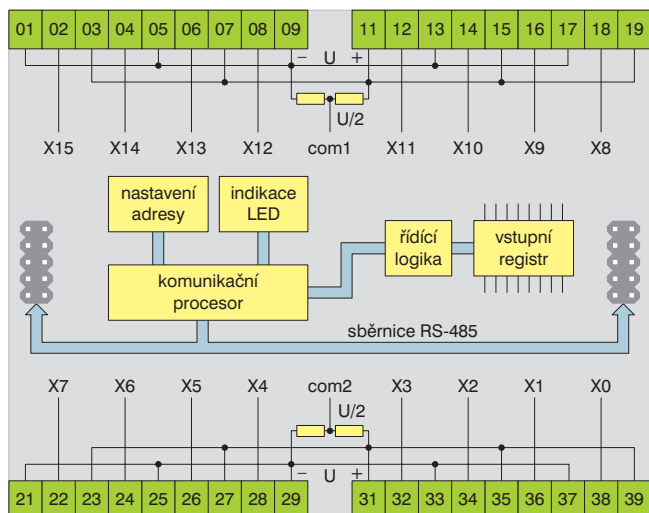 01 02 03 04 05 06 07 08 09 11 12 13 14 15 16 17 18 19
− U +
U/2
X15 X14 X13 X12 com1 X11 X10 X9 X8
nastavení
adresy
indikace
LED
řídící
logika
vstupní
registr
komunikační
procesor
sběrnice RS-485
X7 X6 X5 X4 com2 X3 X2 X1 X0
U/2
− U +
21 22 23 24 25 26 27 28 29 31 32 33 34 35 36 37 38 39